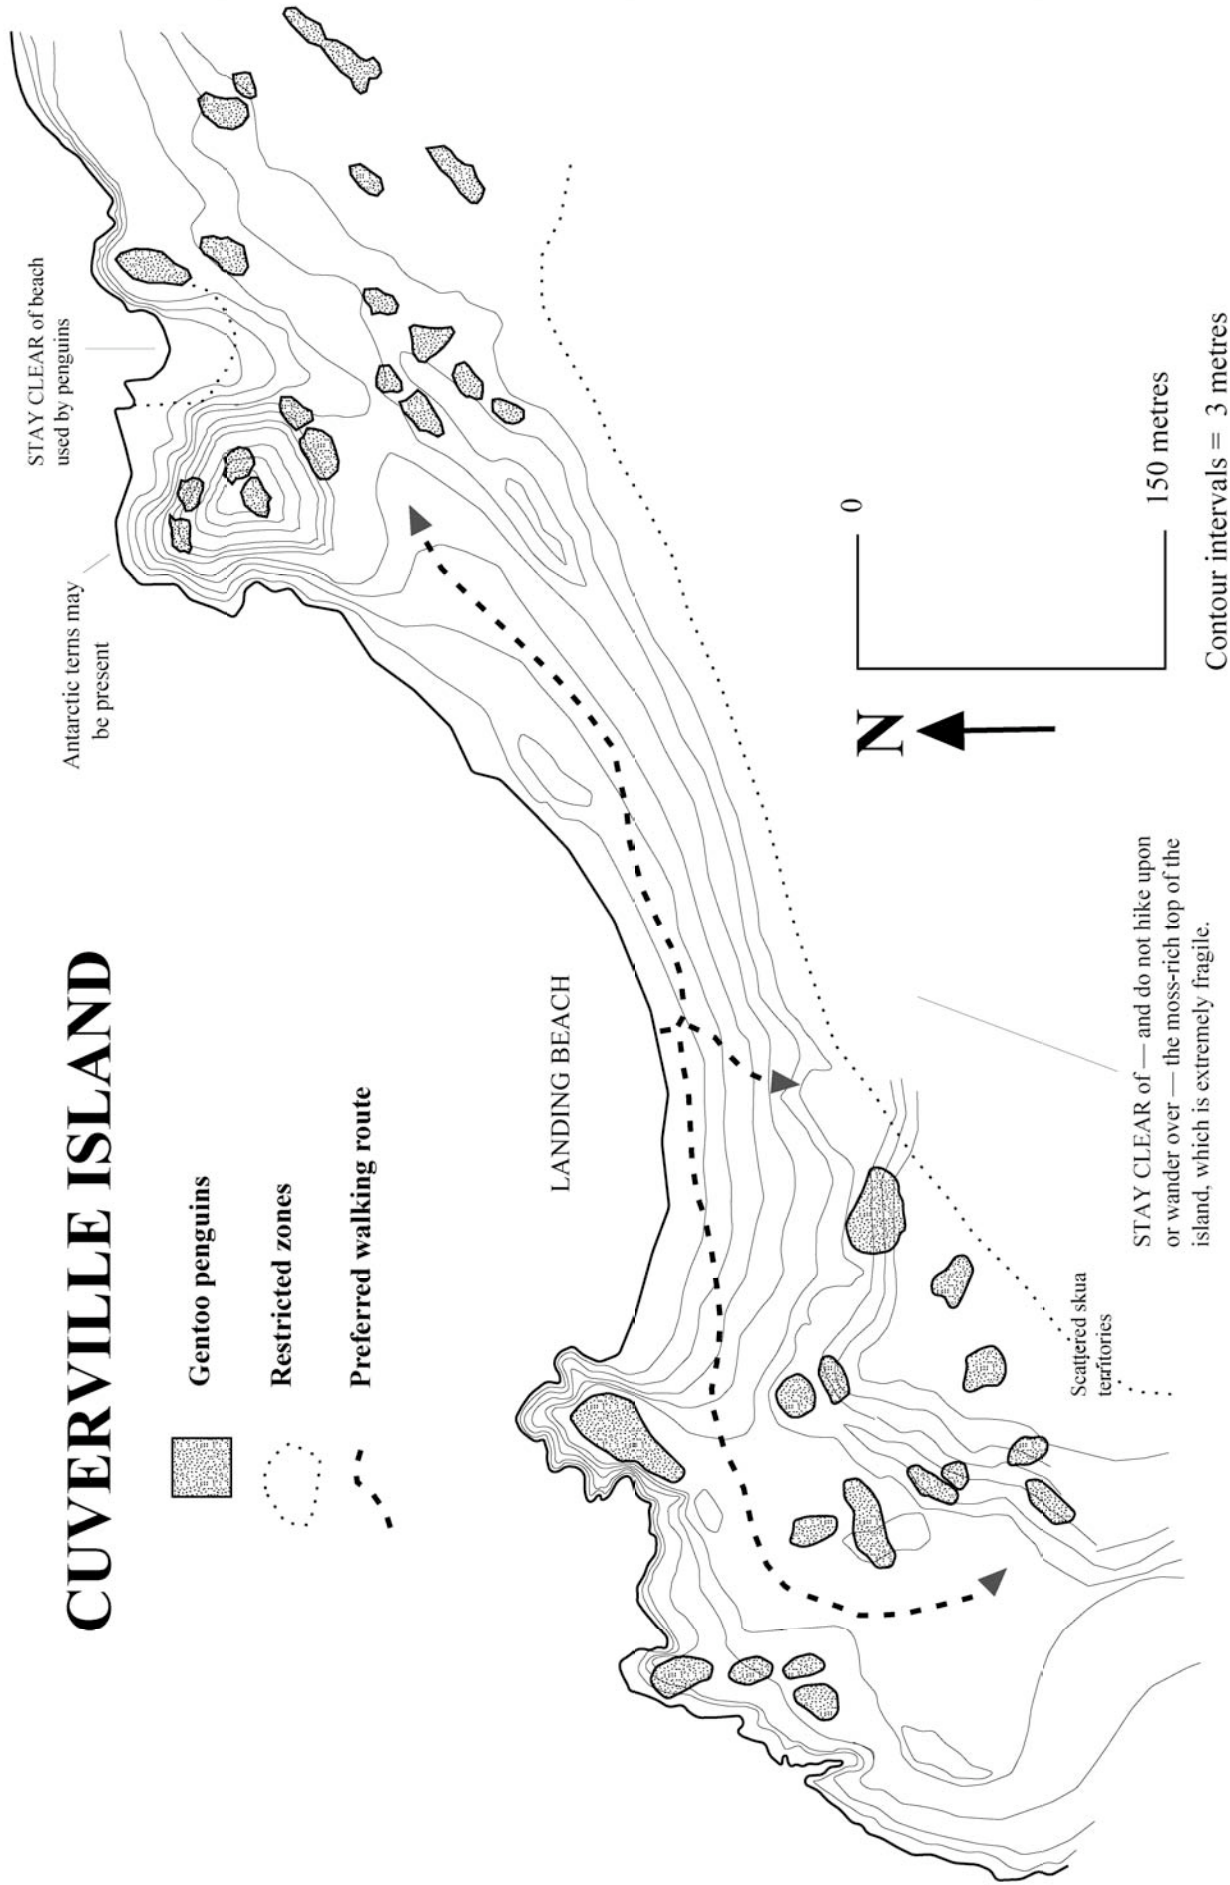 CUVERVILLE ISLAND
Gentoo penguins
Restricted zones
Preferred walking route
LANDING BEACH
Antarctic terns may
be present
STAY CLEAR of beach
used by penguins
Scattered skua
territories
STAY CLEAR of — and do not hike upon
or wander over — the moss-rich top of the
island, which is extremely fragile.
N
0
150 metres
Contour intervals = 3 metres